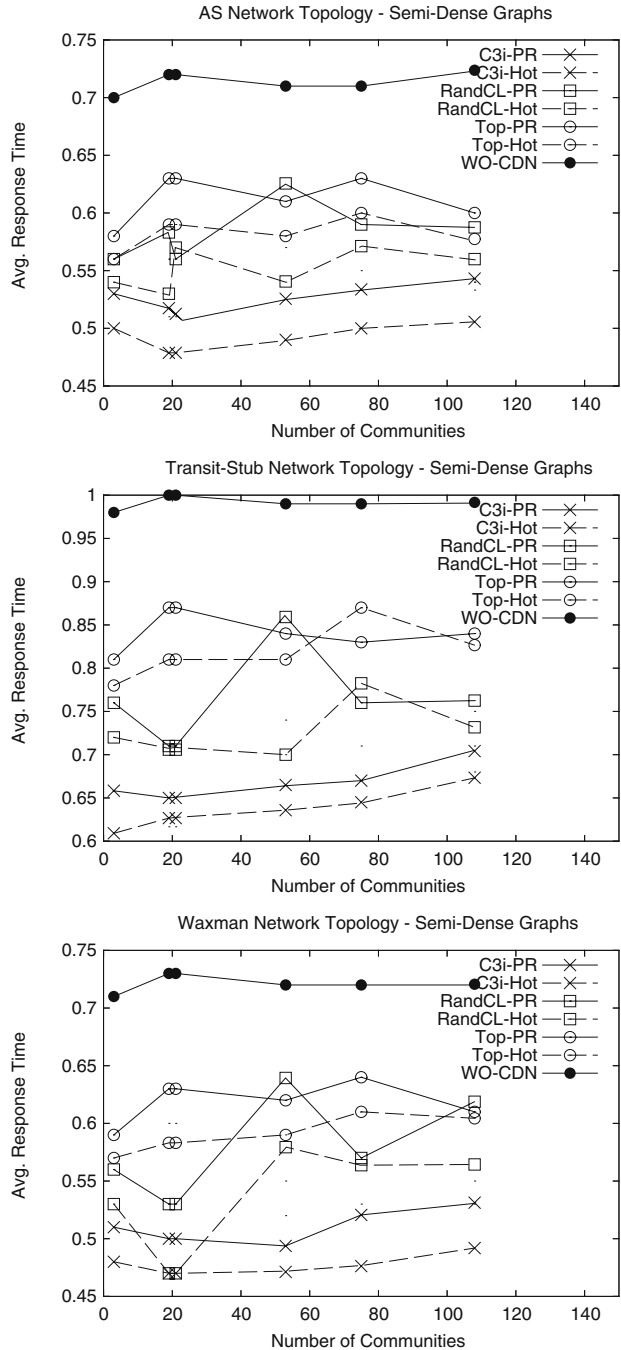 AS Network Topology - Semi-Dense Graphs
0.75
0.7
0.65
0.6
0.55
0.5
0.45
Avg. Response Time
C3i-PR
C3i-Hot
RandCL-PR
RandCL-Hot
Top-PR
Top-Hot
WO-CDN
0 20 40 60 80 100 120 140
Number of Communities
Transit-Stub Network Topology - Semi-Dense Graphs
1
0.95
0.9
0.85
0.8
0.75
0.7
0.65
0.6
Avg. Response Time
C3i-PR
C3i-Hot
RandCL-PR
RandCL-Hot
Top-PR
Top-Hot
WO-CDN
0 20 40 60 80 100 120 140
Number of Communities
Waxman Network Topology - Semi-Dense Graphs
0.75
0.7
0.65
0.6
0.55
0.5
0.45
Avg. Response Time
C3i-PR
C3i-Hot
RandCL-PR
RandCL-Hot
Top-PR
Top-Hot
WO-CDN
0 20 40 60 80 100 120 140
Number of Communities